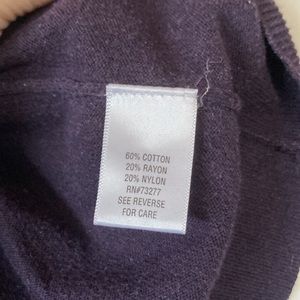 60% COTTON
20% RAYON
20% NYLON
RN#73277
SEE REVERSE
FOR CARE